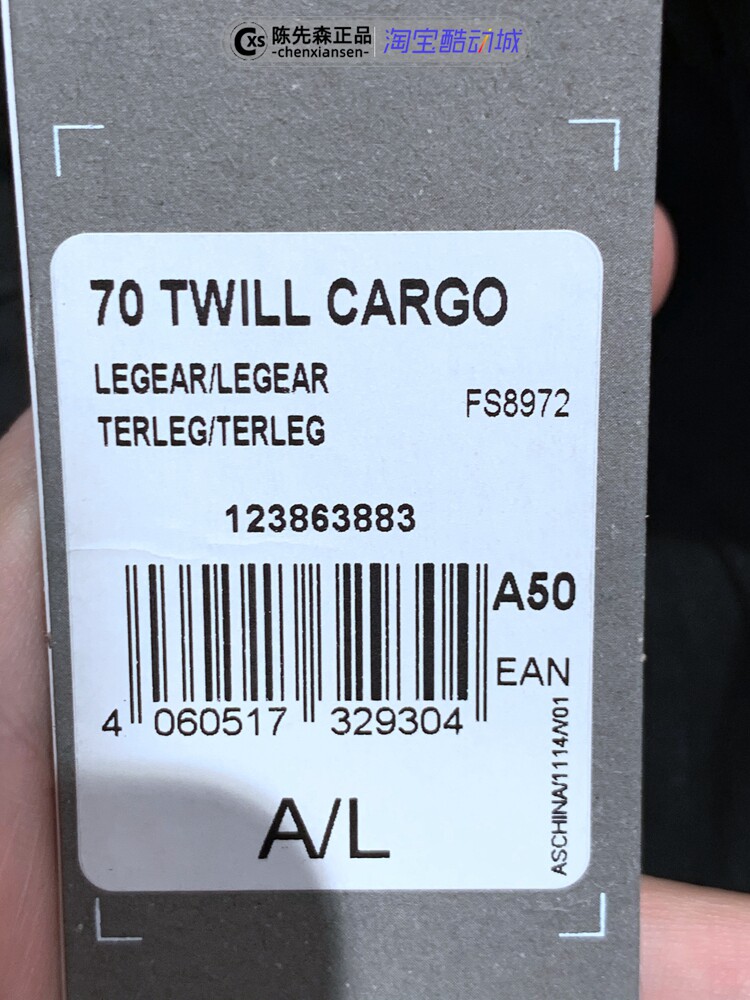 CXS 陈先森正品 淘宝酷动城
-chenxiansen-
70 TWILL CARGO
LEGEAR/LEGEAR
FS8972
TERLEG/TERLEG
123863883
A50
EAN
4 060517 329304
A/L
ASCHINA/1114/V01